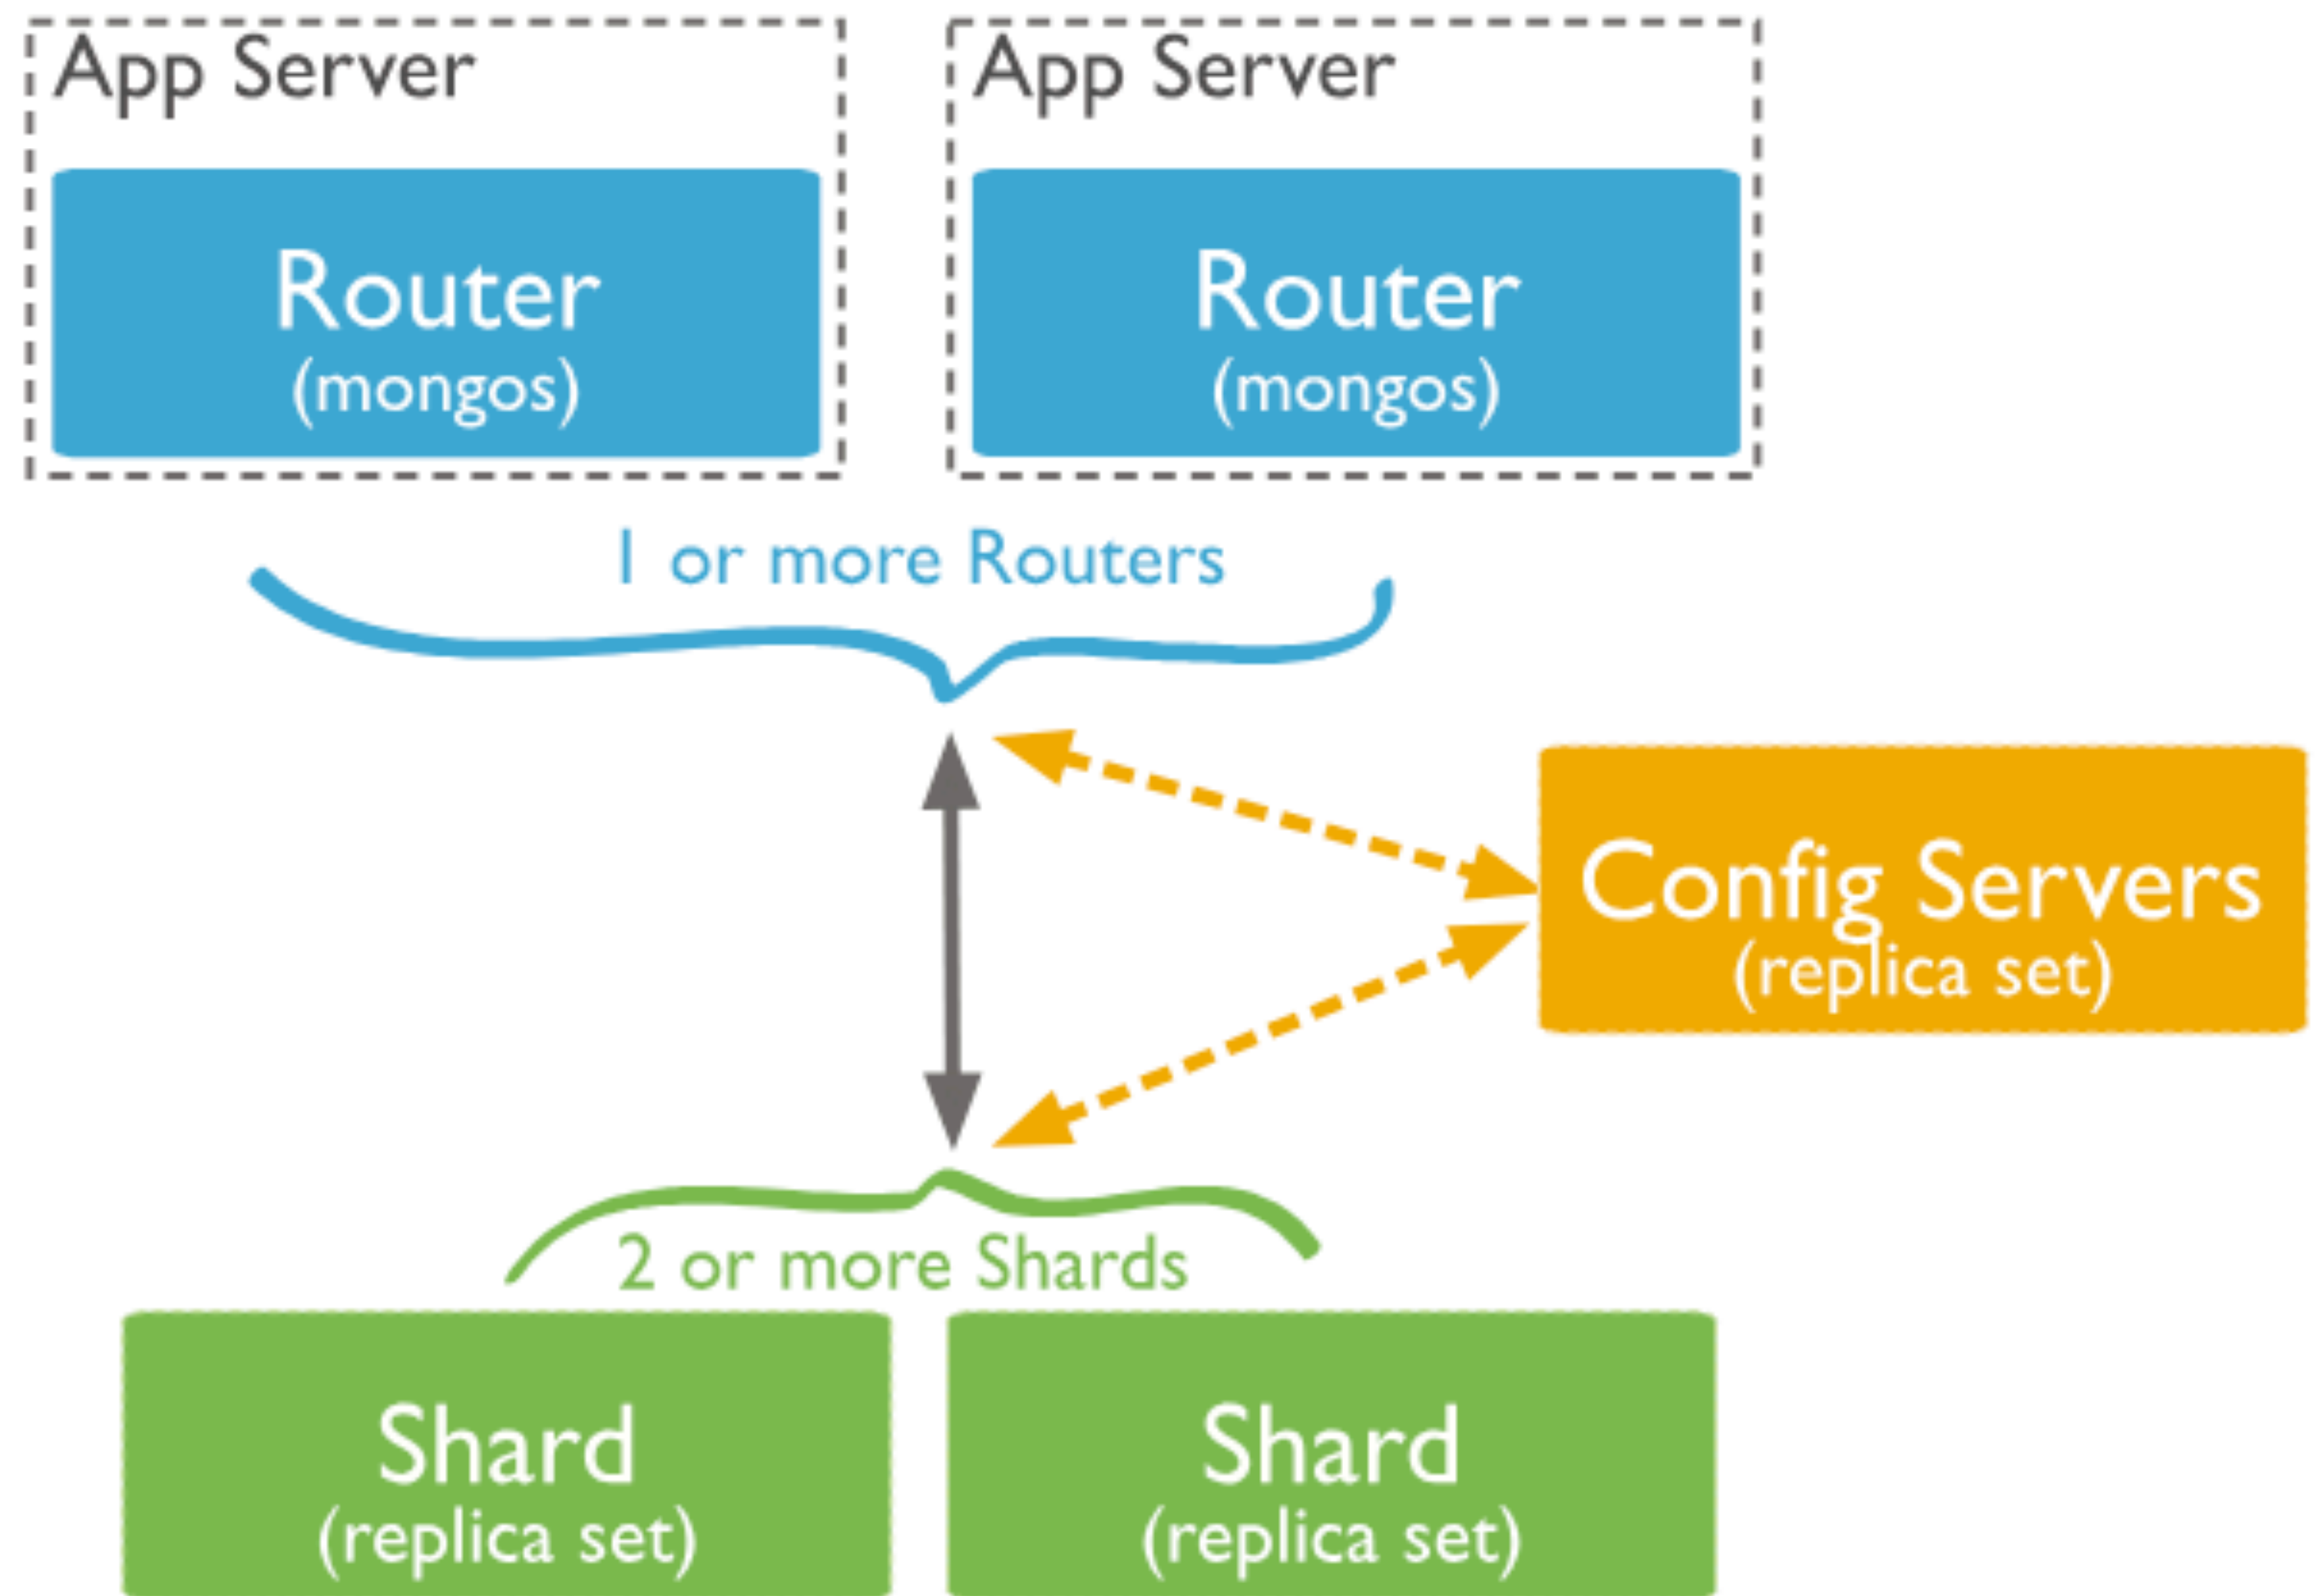 App Server
App Server
Router
(mongos)
Router
(mongos)
1 or more Routers
Config Servers
(replica set)
2 or more Shards
Shard
(replica set)
Shard
(replica set)